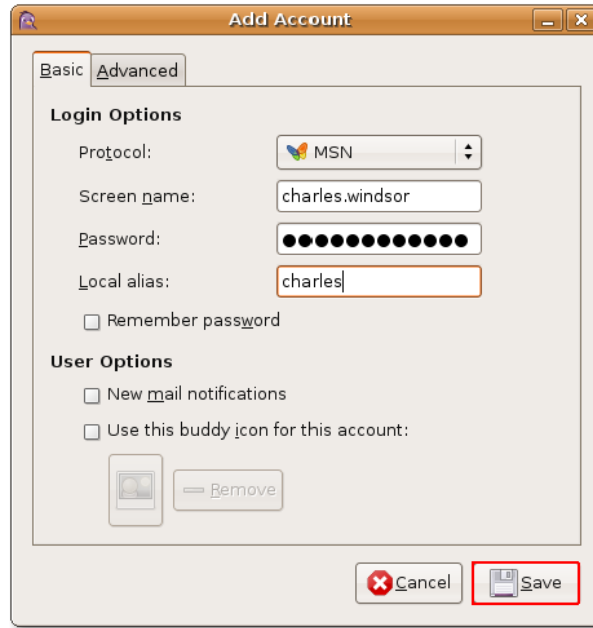 Add Account
Basic Advanced
Login Options
Protocol: MSN
Screen name: charles.windsor
Password: ●●●●●●●●●●●●
Local alias: charles
Remember password
User Options
New mail notifications
Use this buddy icon for this account:
Remove
Cancel Save